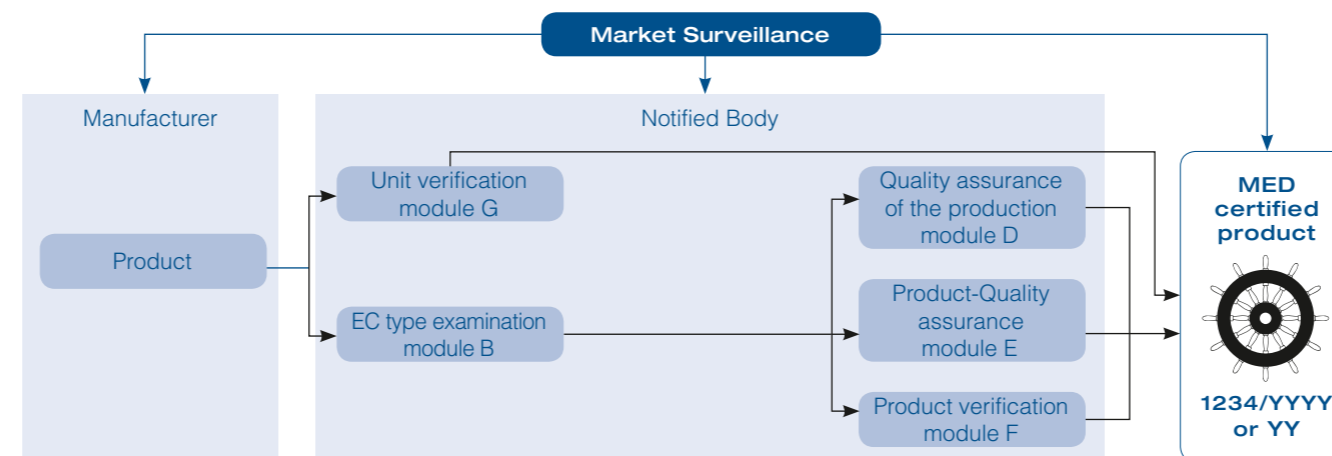 Market Surveillance
Manufacturer
Notified Body
Product
Unit verification
module G
EC type examination
module B
Quality assurance
of the production
module D
Product-Quality
assurance
module E
Product verification
module F
MED
certified
product
1234/YYYY
or YY